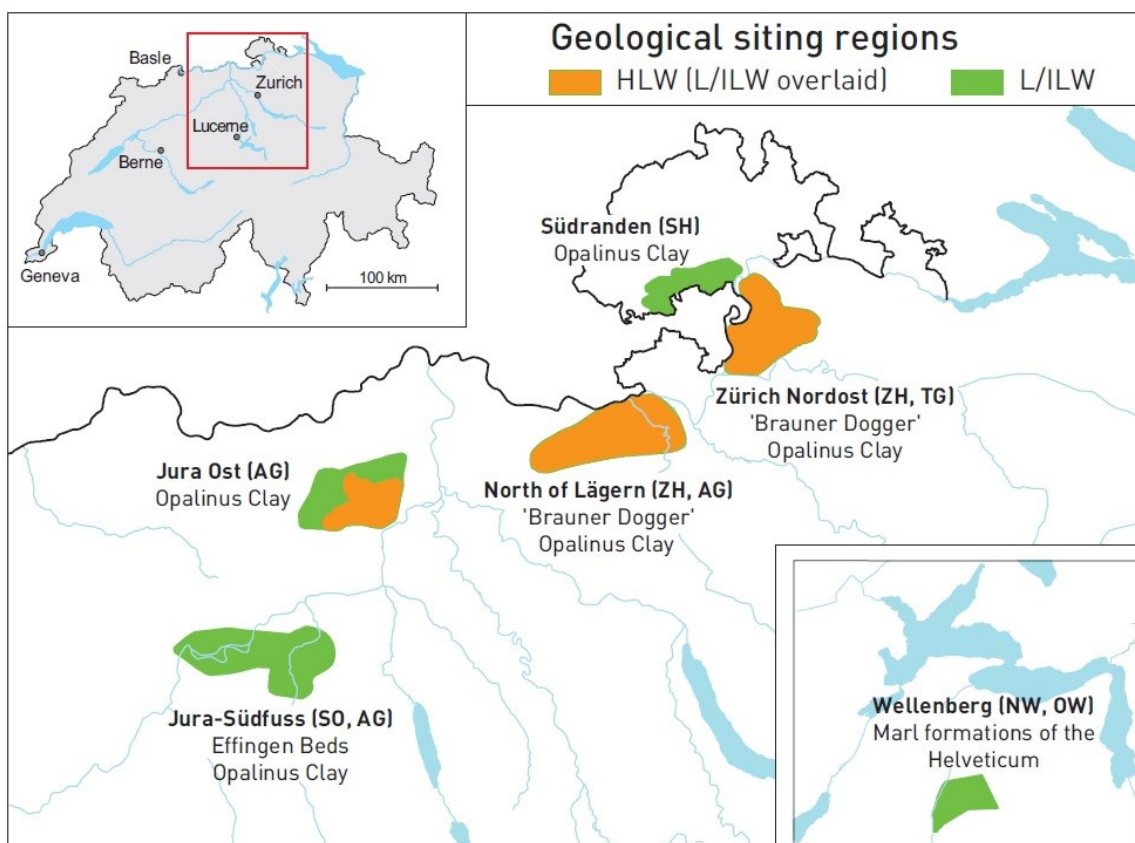 Geological siting regions
HLW (L/ILW overlaid)
L/ILW
Basle
Zurich
Lucerne
Berne
Geneva
100 km
Südranden (SH)
Opalinus Clay
Zürich Nordost (ZH, TG)
'Brauner Dogger'
Opalinus Clay
Jura Ost (AG)
Opalinus Clay
North of Lägern (ZH, AG)
'Brauner Dogger'
Opalinus Clay
Jura-Südfuss (SO, AG)
Effingen Beds
Opalinus Clay
Wellenberg (NW, OW)
Marl formations of the
Helveticum